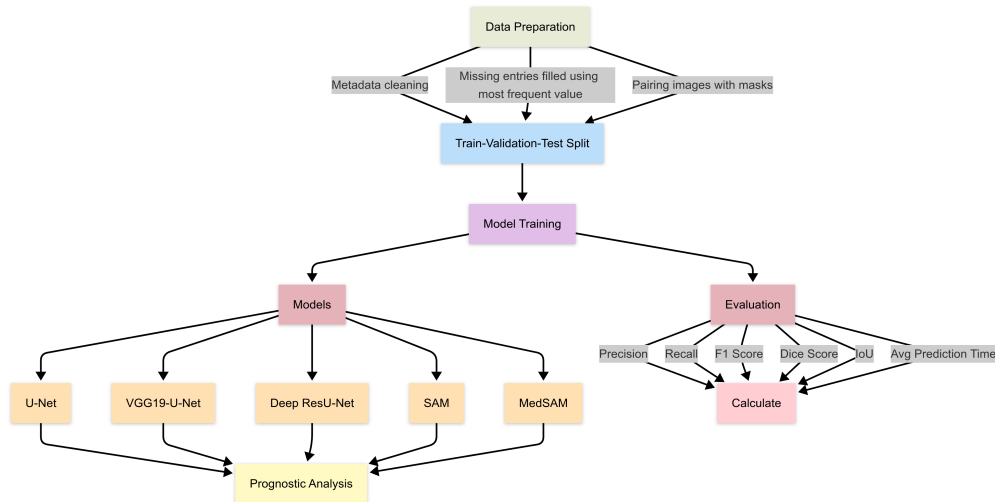 Data Preparation
Metadata cleaning
Missing entries filled using
most frequent value
Pairing images with masks
Train-Validation-Test Split
Model Training
Models
Evaluation
Precision
Recall
F1 Score
Dice Score
IoU
Avg Prediction Time
U-Net
VGG19-U-Net
Deep ResU-Net
SAM
MedSAM
Calculate
Prognostic Analysis